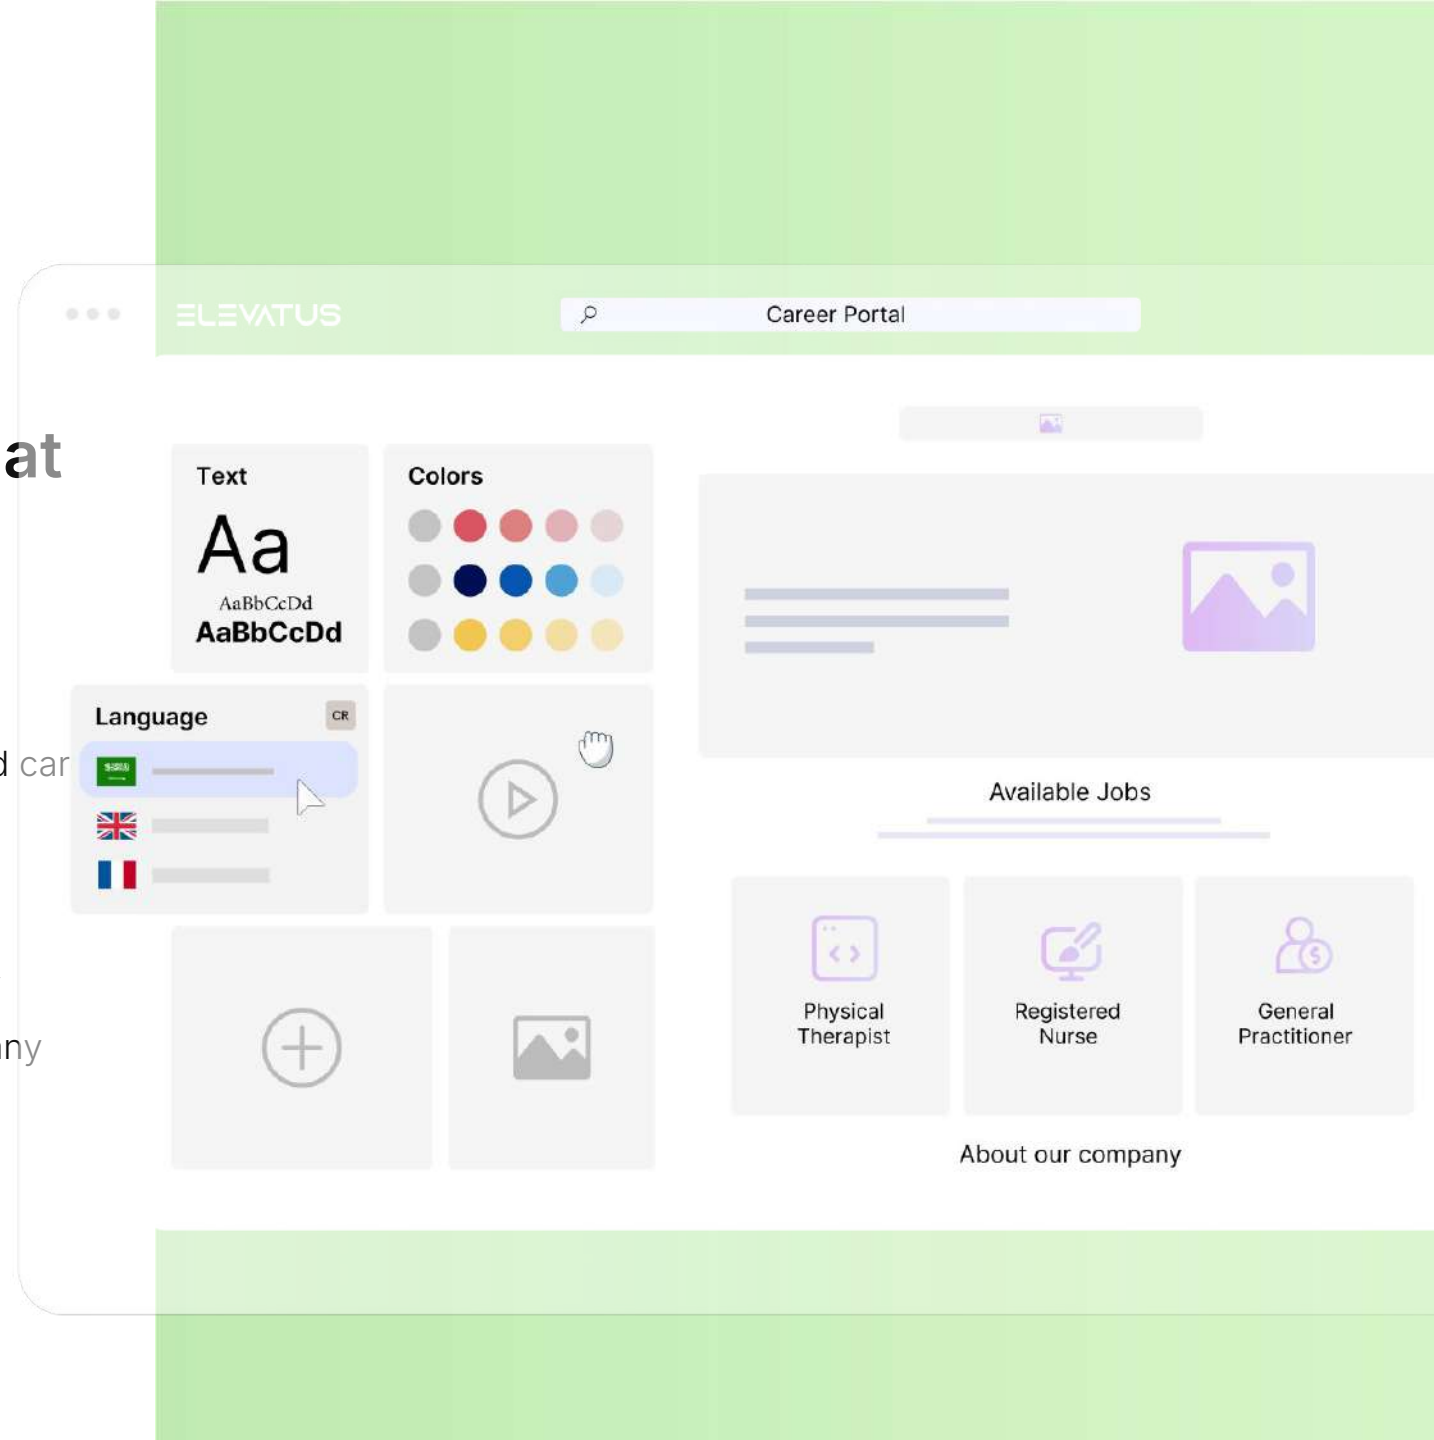 ELEVATUS
Career Portal
at
Text
Colors
Aa
AaBbCcDd
AaBbCcDd
Language
CR
d car
any
Available Jobs
Physical
Therapist
Registered
Nurse
General
Practitioner
About our company